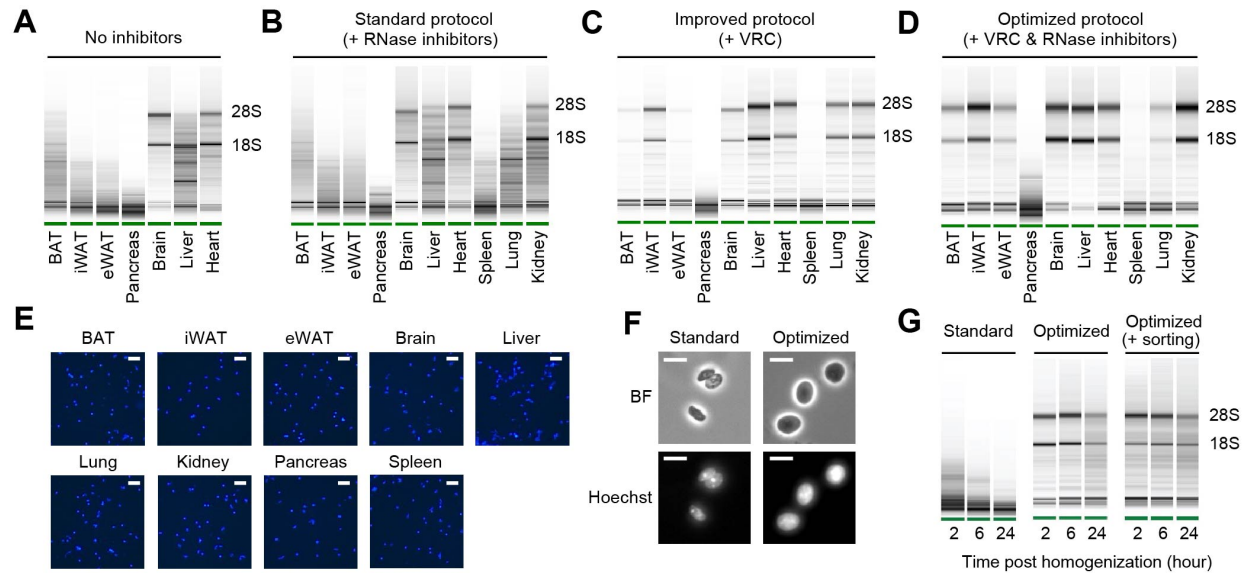 A
No inhibitors
28S
18S
BAT
iWAT
eWAT
Pancreas
Brain
Liver
Heart
B
Standard protocol
(+ RNase inhibitors)
28S
18S
BAT
iWAT
eWAT
Pancreas
Brain
Liver
Heart
Spleen
Lung
Kidney
C
Improved protocol
(+ VRC)
28S
18S
BAT
iWAT
eWAT
Pancreas
Brain
Liver
Heart
Spleen
Lung
Kidney
D
Optimized protocol
(+ VRC & RNase inhibitors)
28S
18S
BAT
iWAT
eWAT
Pancreas
Brain
Liver
Heart
Spleen
Lung
Kidney
E
BAT iWAT eWAT Brain Liver
Lung Kidney Pancreas Spleen
F
Standard Optimized
BF
Hoechst
G
Standard Optimized Optimized
(+ sorting)
28S
18S
2 6 24 2 6 24 2 6 24
Time post homogenization (hour)